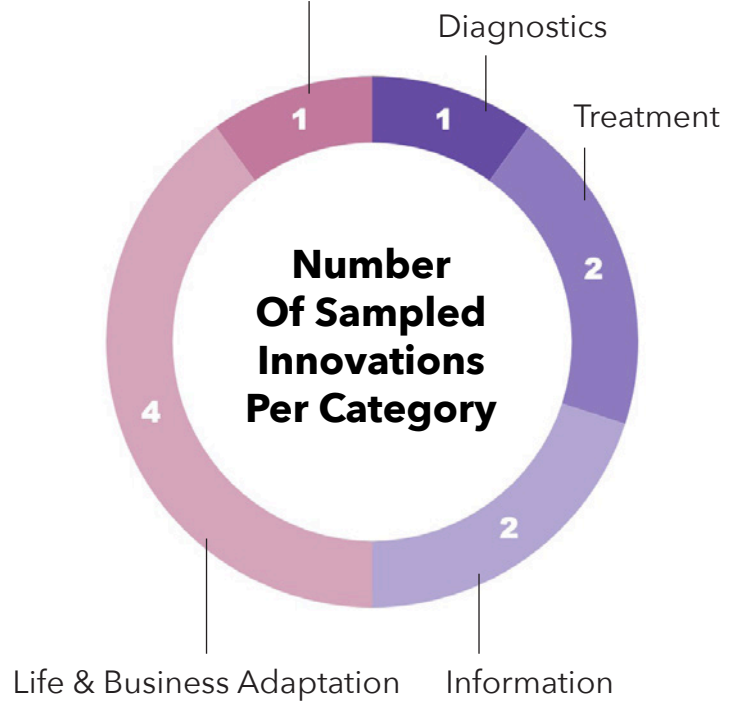 Diagnostics
1
1
Treatment
Number
Of Sampled
Innovations
Per Category
2
4
2
Life & Business Adaptation
Information